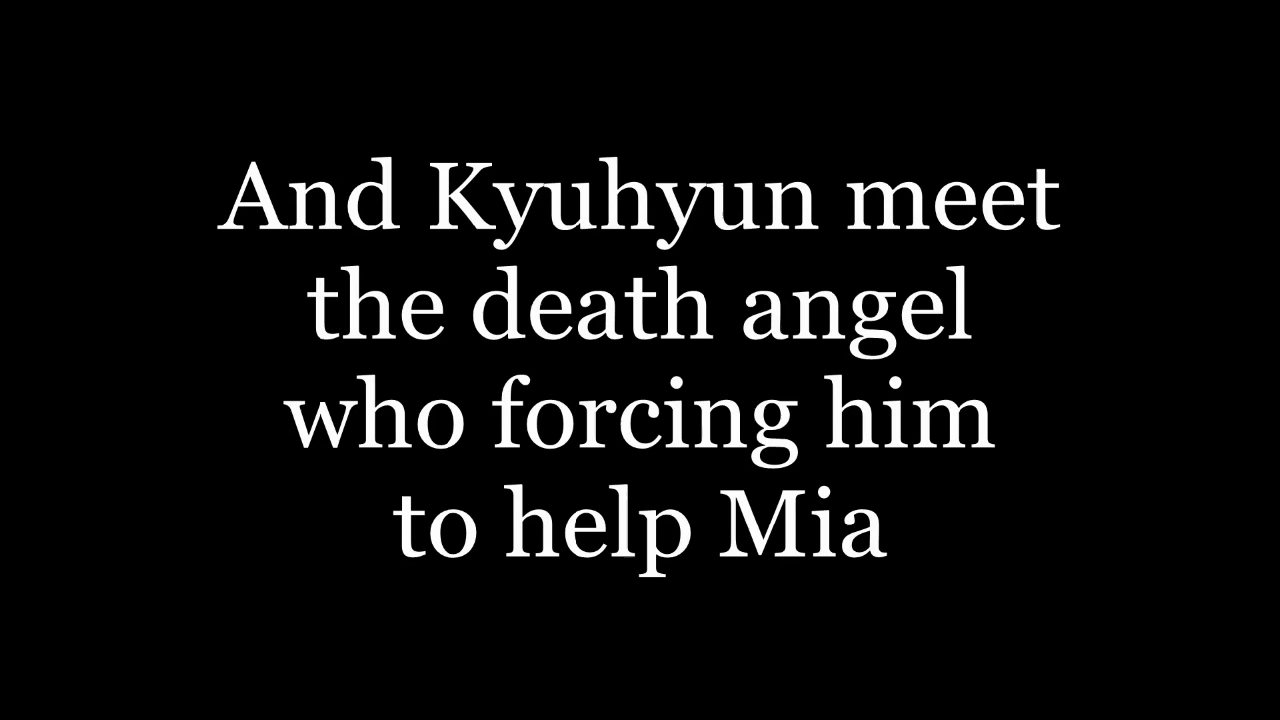 And Kyuhyun meet
the death angel
who forcing him
to help Mia